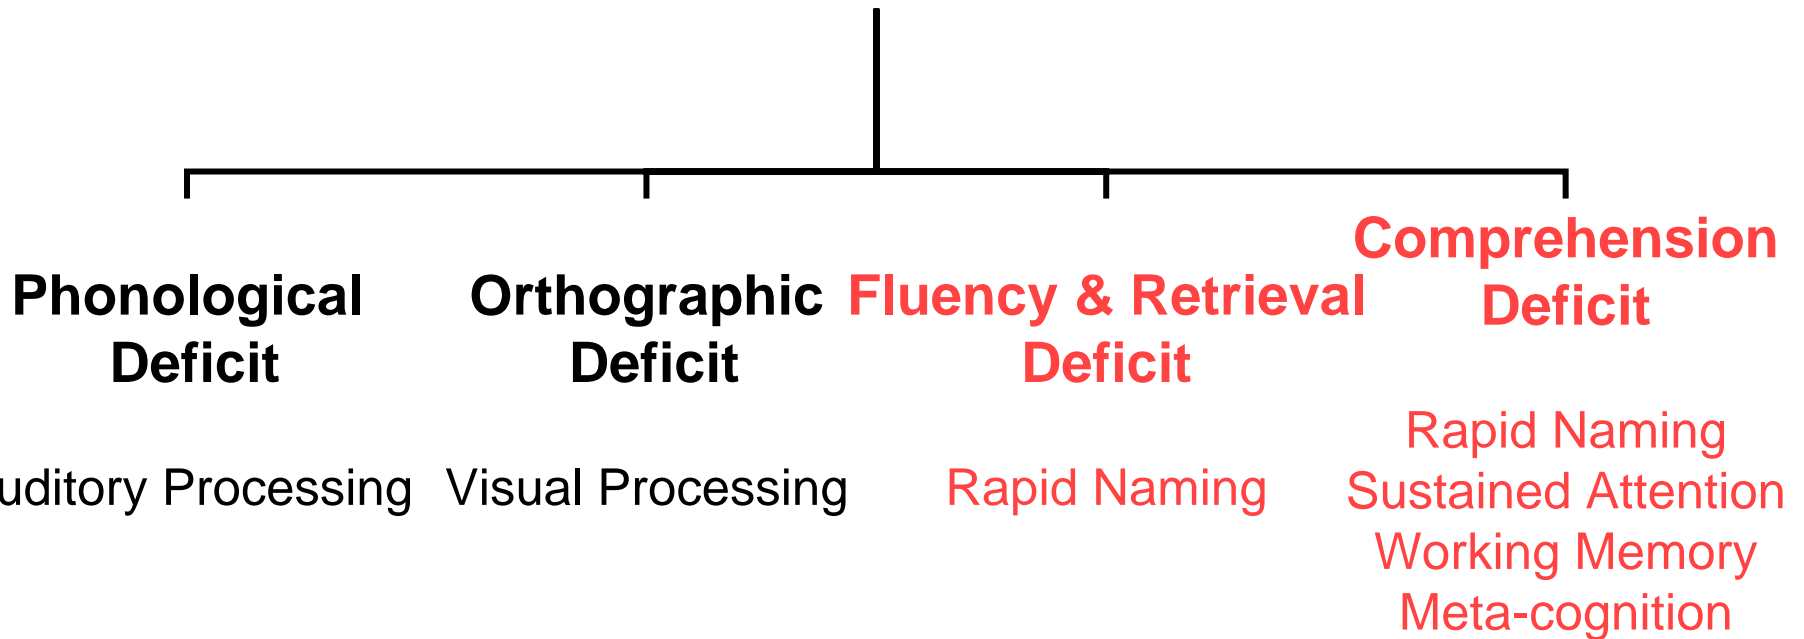 Phonological
Deficit
uditory Processing
Orthographic
Deficit
Visual Processing
Fluency & Retrieval
Deficit
Rapid Naming
Comprehension
Deficit
Rapid Naming
Sustained Attention
Working Memory
Meta-cognition